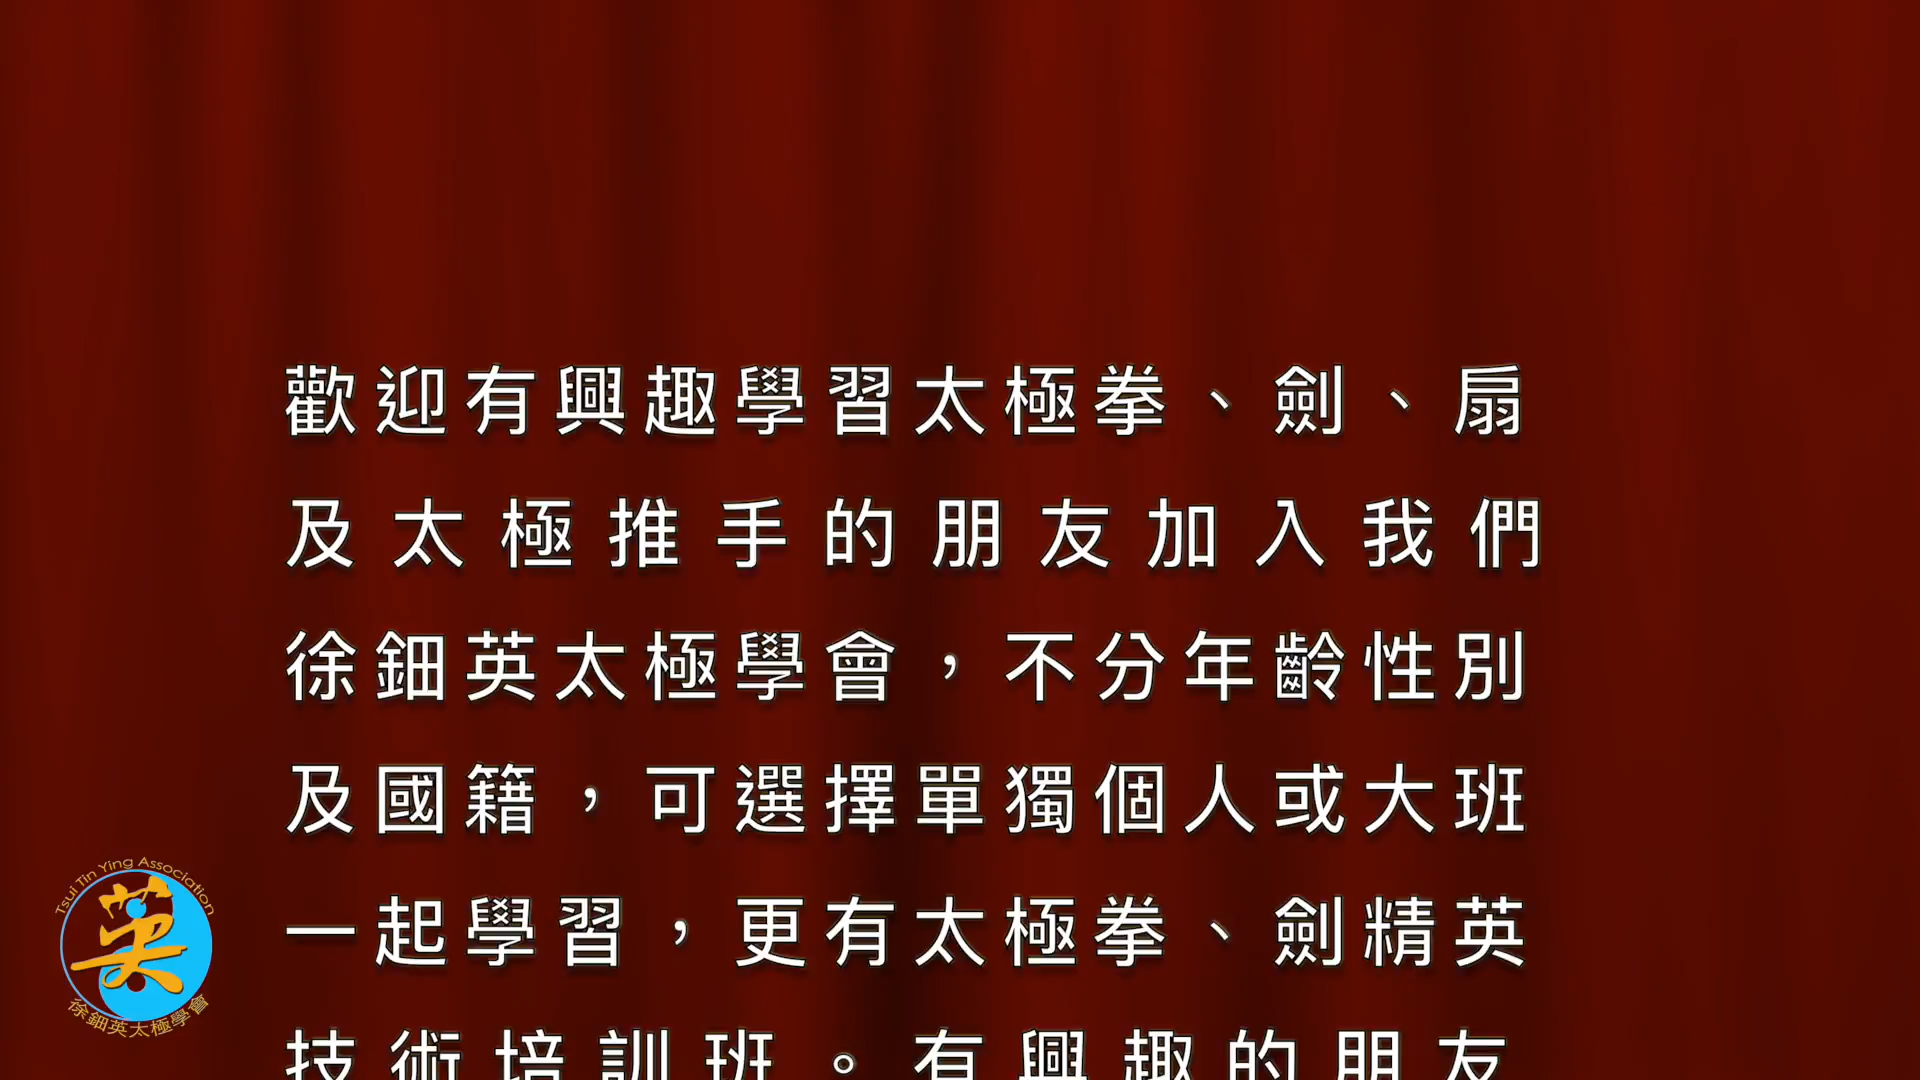 歡迎有興趣學習太極拳、劍、扇
及太極推手的朋友加入我們
徐鈿英太極學會，不分年齡性別
及國籍，可選擇單獨個人或大班
一起學習，更有太極拳、劍精英
技術培訓班。有興趣的朋友
Tsui Tin Ying Association
英
徐鈿英太極學會